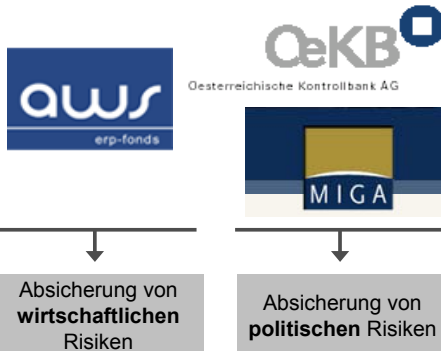 aws
erp-fonds
OeKB
Oesterreichische Kontrollbank AG
MIGA
Absicherung von
wirtschaftlichen
Risiken
Absicherung von
politischen Risiken